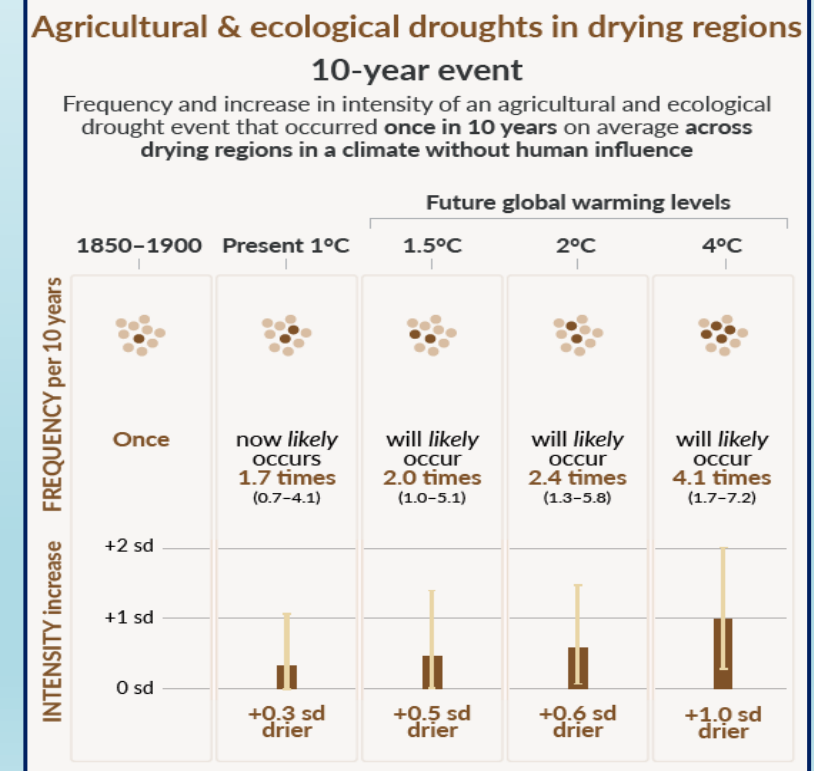 Agricultural & ecological droughts in drying regions
10-year event
Frequency and increase in intensity of an agricultural and ecological
drought event that occurred once in 10 years on average across
drying regions in a climate without human influence
Future global warming levels
1850–1900 Present 1°C 1.5°C 2°C 4°C
FREQUENCY per 10 years
Once
now likely
occurs
1.7 times
(0.7–4.1)
will likely
occur
2.0 times
(1.0–5.1)
will likely
occur
2.4 times
(1.3–5.8)
will likely
occur
4.1 times
(1.7–7.2)
INTENSITY increase
+2 sd
+1 sd
0 sd
+0.3 sd
drier
+0.5 sd
drier
+0.6 sd
drier
+1.0 sd
drier